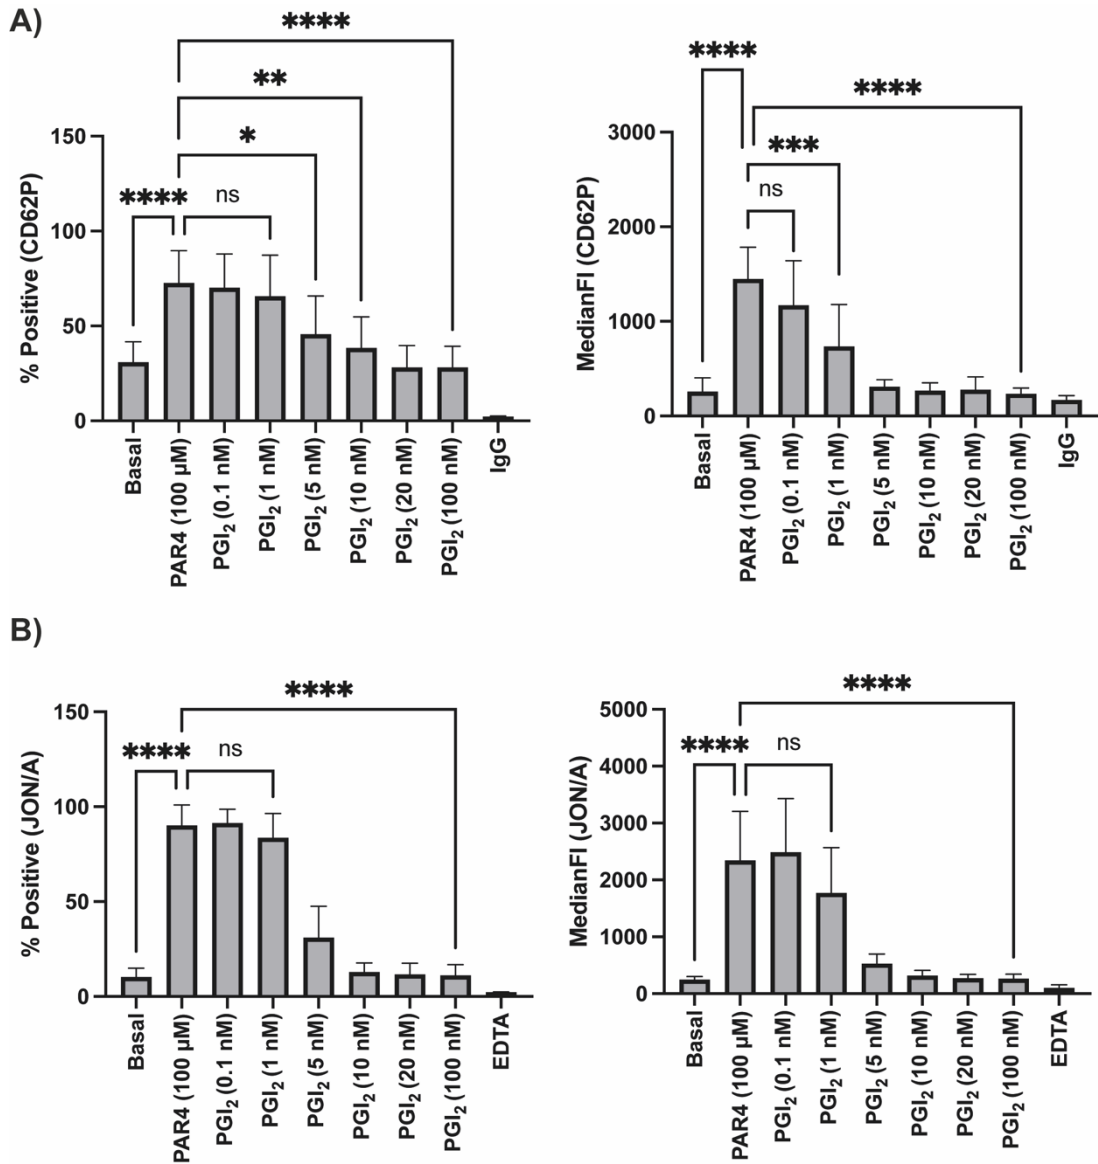 A)
****
**
*
****
ns
150
100
50
0
% Positive (CD62P)
Basal
PAR4 (100 µM)
PGI₂ (0.1 nM)
PGI₂ (1 nM)
PGI₂ (5 nM)
PGI₂ (10 nM)
PGI₂ (20 nM)
PGI₂ (100 nM)
IgG
****
****
***
ns
3000
2000
1000
0
MedianFI (CD62P)
Basal
PAR4 (100 µM)
PGI₂ (0.1 nM)
PGI₂ (1 nM)
PGI₂ (5 nM)
PGI₂ (10 nM)
PGI₂ (20 nM)
PGI₂ (100 nM)
IgG
B)
****
****
ns
150
100
50
0
% Positive (JON/A)
Basal
PAR4 (100 µM)
PGI₂ (0.1 nM)
PGI₂ (1 nM)
PGI₂ (5 nM)
PGI₂ (10 nM)
PGI₂ (20 nM)
PGI₂ (100 nM)
EDTA
****
****
ns
5000
4000
3000
2000
1000
0
MedianFI (JON/A)
Basal
PAR4 (100 µM)
PGI₂ (0.1 nM)
PGI₂ (1 nM)
PGI₂ (5 nM)
PGI₂ (10 nM)
PGI₂ (20 nM)
PGI₂ (100 nM)
EDTA